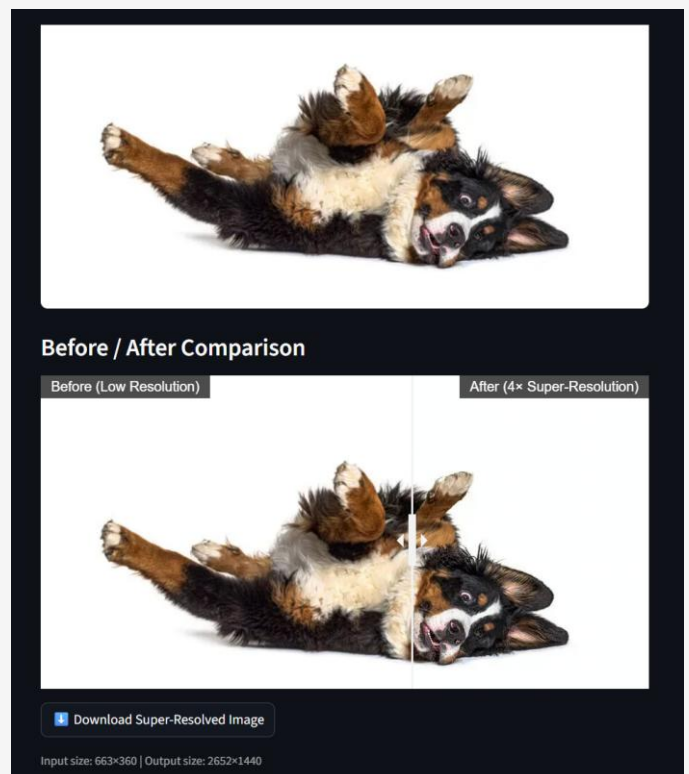 Before / After Comparison
Before (Low Resolution)
After (4× Super-Resolution)
⬇️ Download Super-Resolved Image
Input size: 663×360 | Output size: 2652×1440